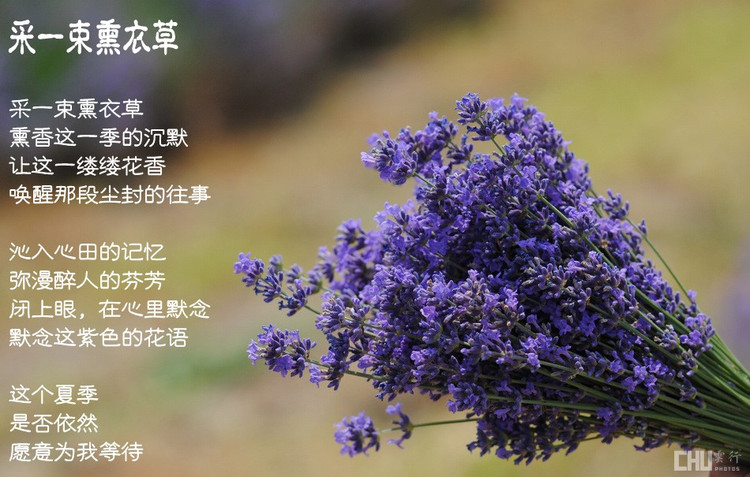 采一束熏衣草
采一束熏衣草
熏香这一季的沉默
让这一缕缕花香
唤醒那段尘封的往事
沁入心田的记忆
弥漫醉人的芬芳
闭上眼，在心里默念
默念这紫色的花语
这个夏季
是否依然
愿意为我等待
CHU
PHOTOS